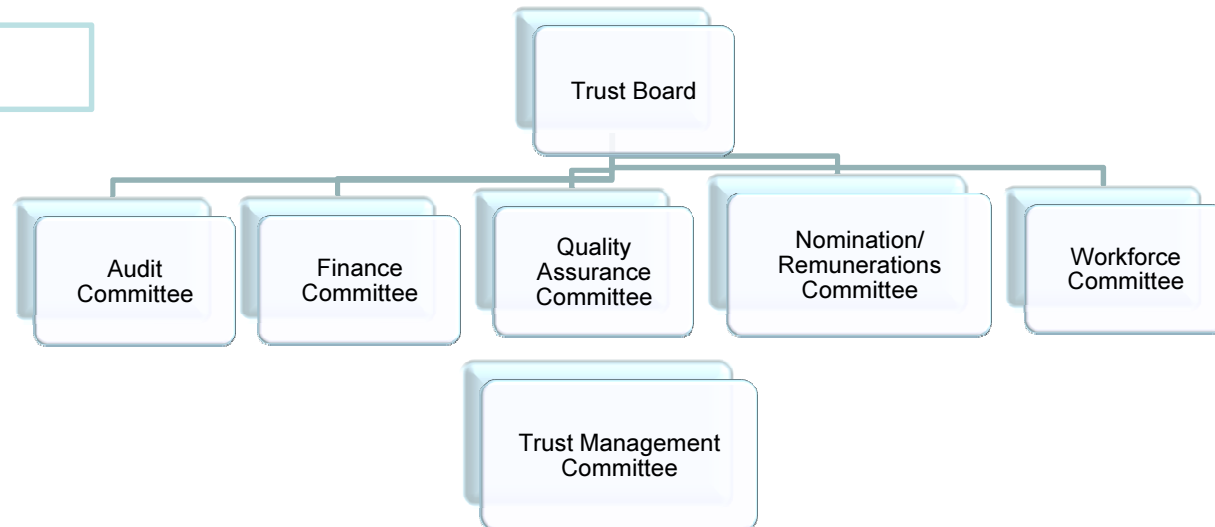 Trust Board
Audit
Committee
Finance
Committee
Quality
Assurance
Committee
Nomination/
Remunerations
Committee
Workforce
Committee
Trust Management
Committee